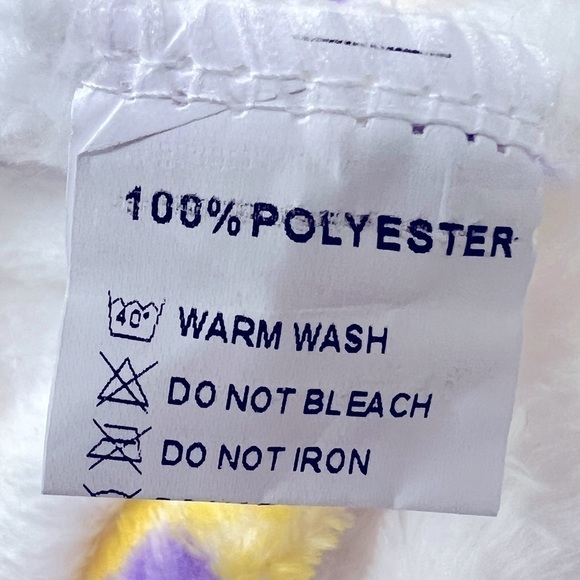 100% POLYESTER
40° WARM WASH
DO NOT BLEACH
DO NOT IRON